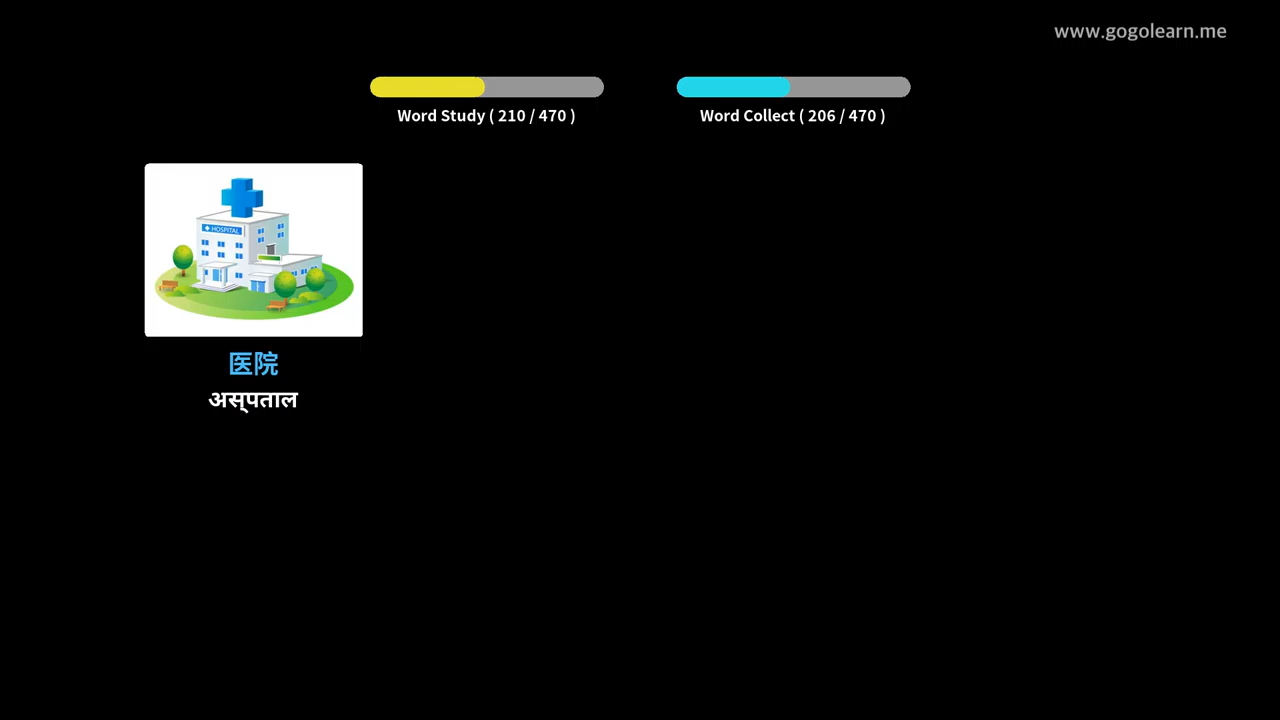 www.gogolearn.me
Word Study ( 210 / 470 )
Word Collect ( 206 / 470 )
HOSPITAL
医院
अस्पताल